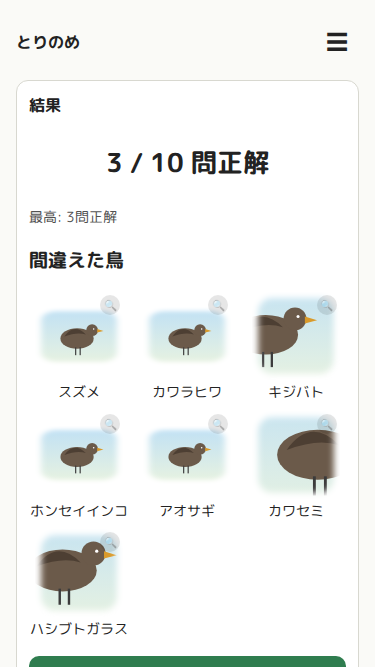 とりのめ
結果
3 / 10 問正解
最高: 3問正解
間違えた鳥
スズメ
カワラヒワ
キジバト
ホンセイインコ
アオサギ
カワセミ
ハシブトガラス